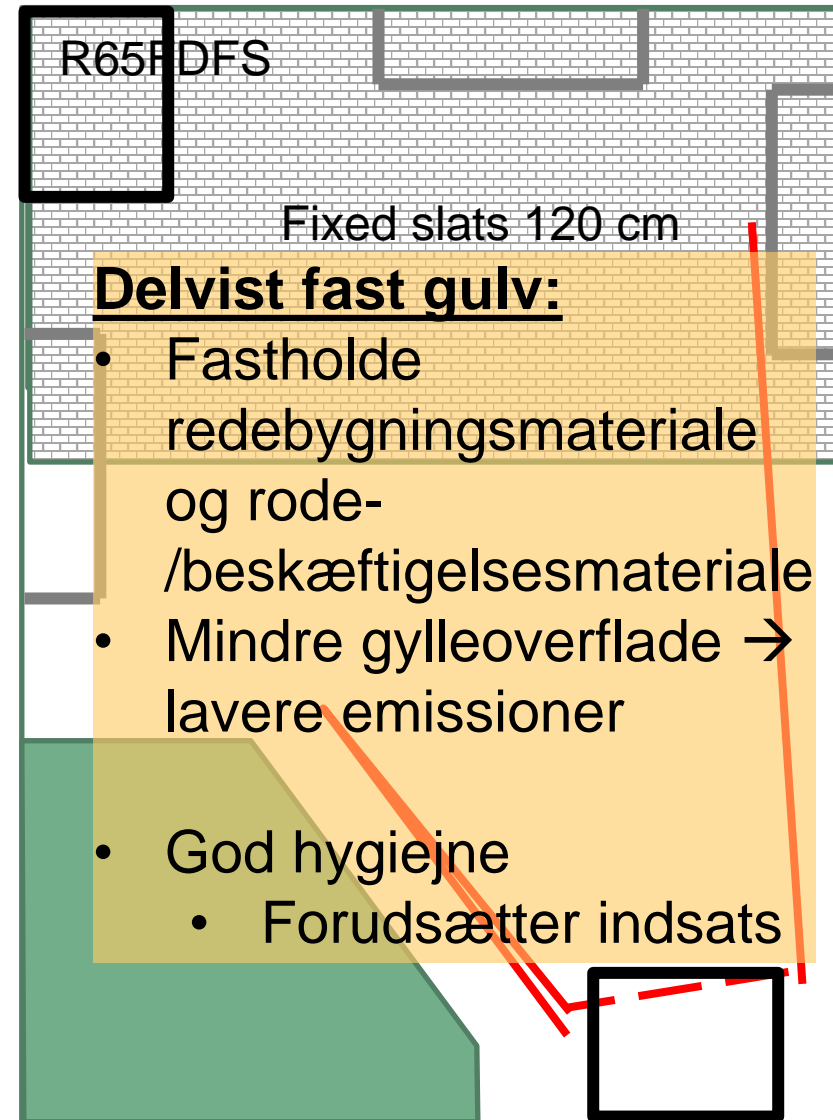 R65FDFS
Fixed slats 120 cm
Delvist fast gulv:
• Fastholde
redebygningsmateriale
og rode-
/beskæftigelsesmateriale
• Mindre gylleoverflade →
lavere emissioner
• God hygiejne
• Forudsætter indsats